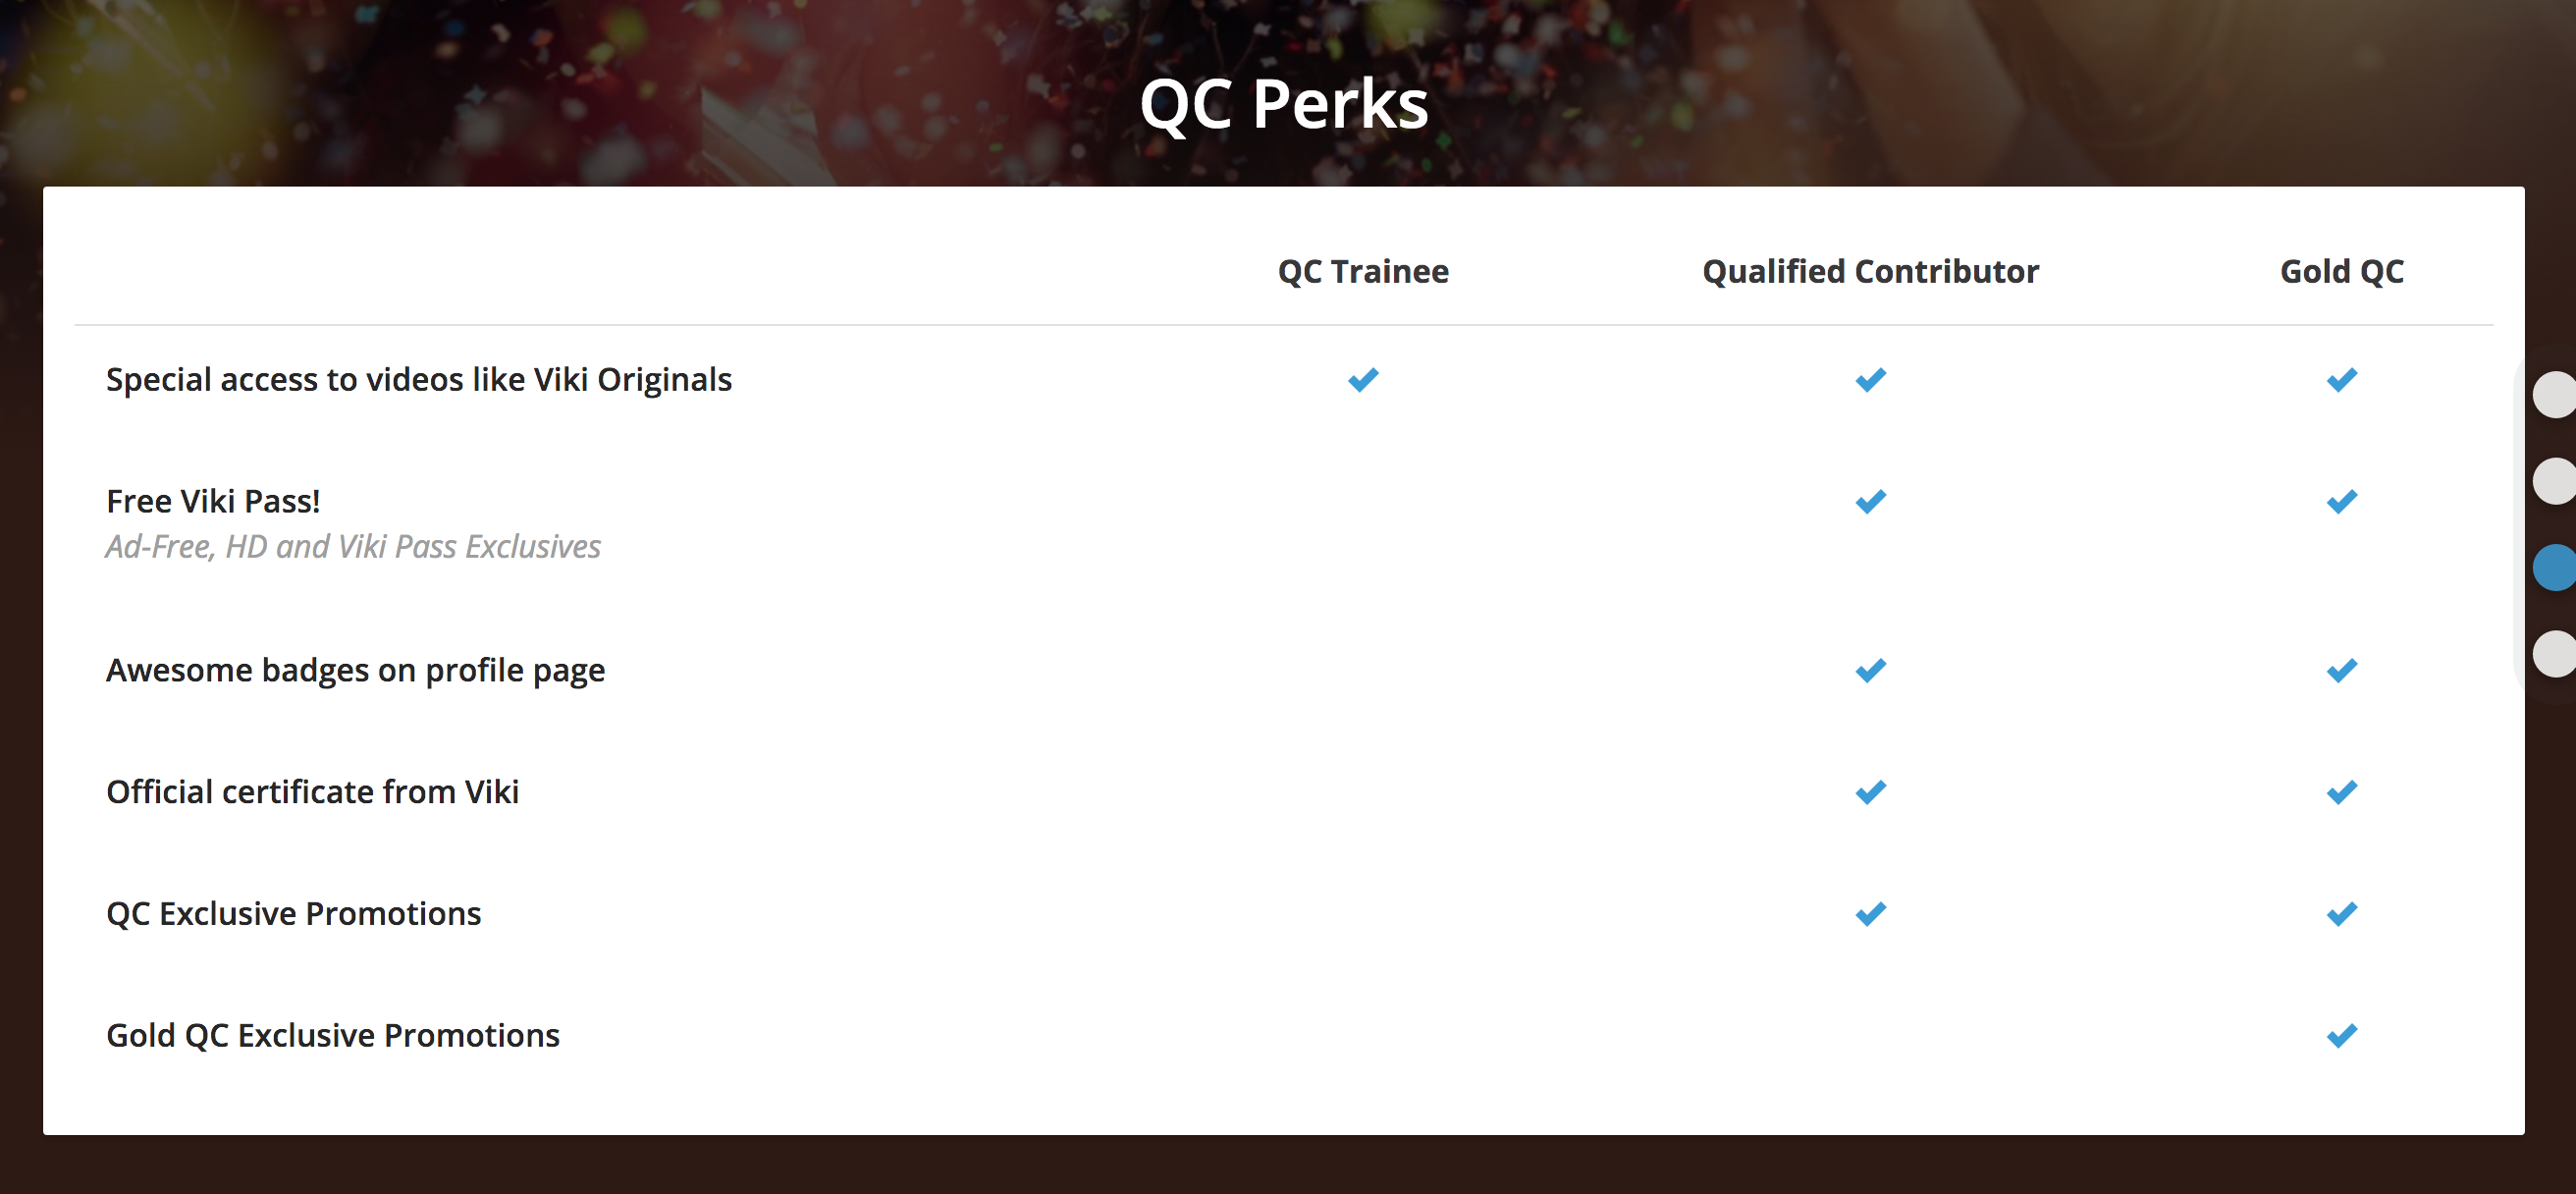 QC Perks
QC Trainee Qualified Contributor Gold QC
Special access to videos like Viki Originals
Free Viki Pass!
Ad-Free, HD and Viki Pass Exclusives
Awesome badges on profile page
Official certificate from Viki
QC Exclusive Promotions
Gold QC Exclusive Promotions